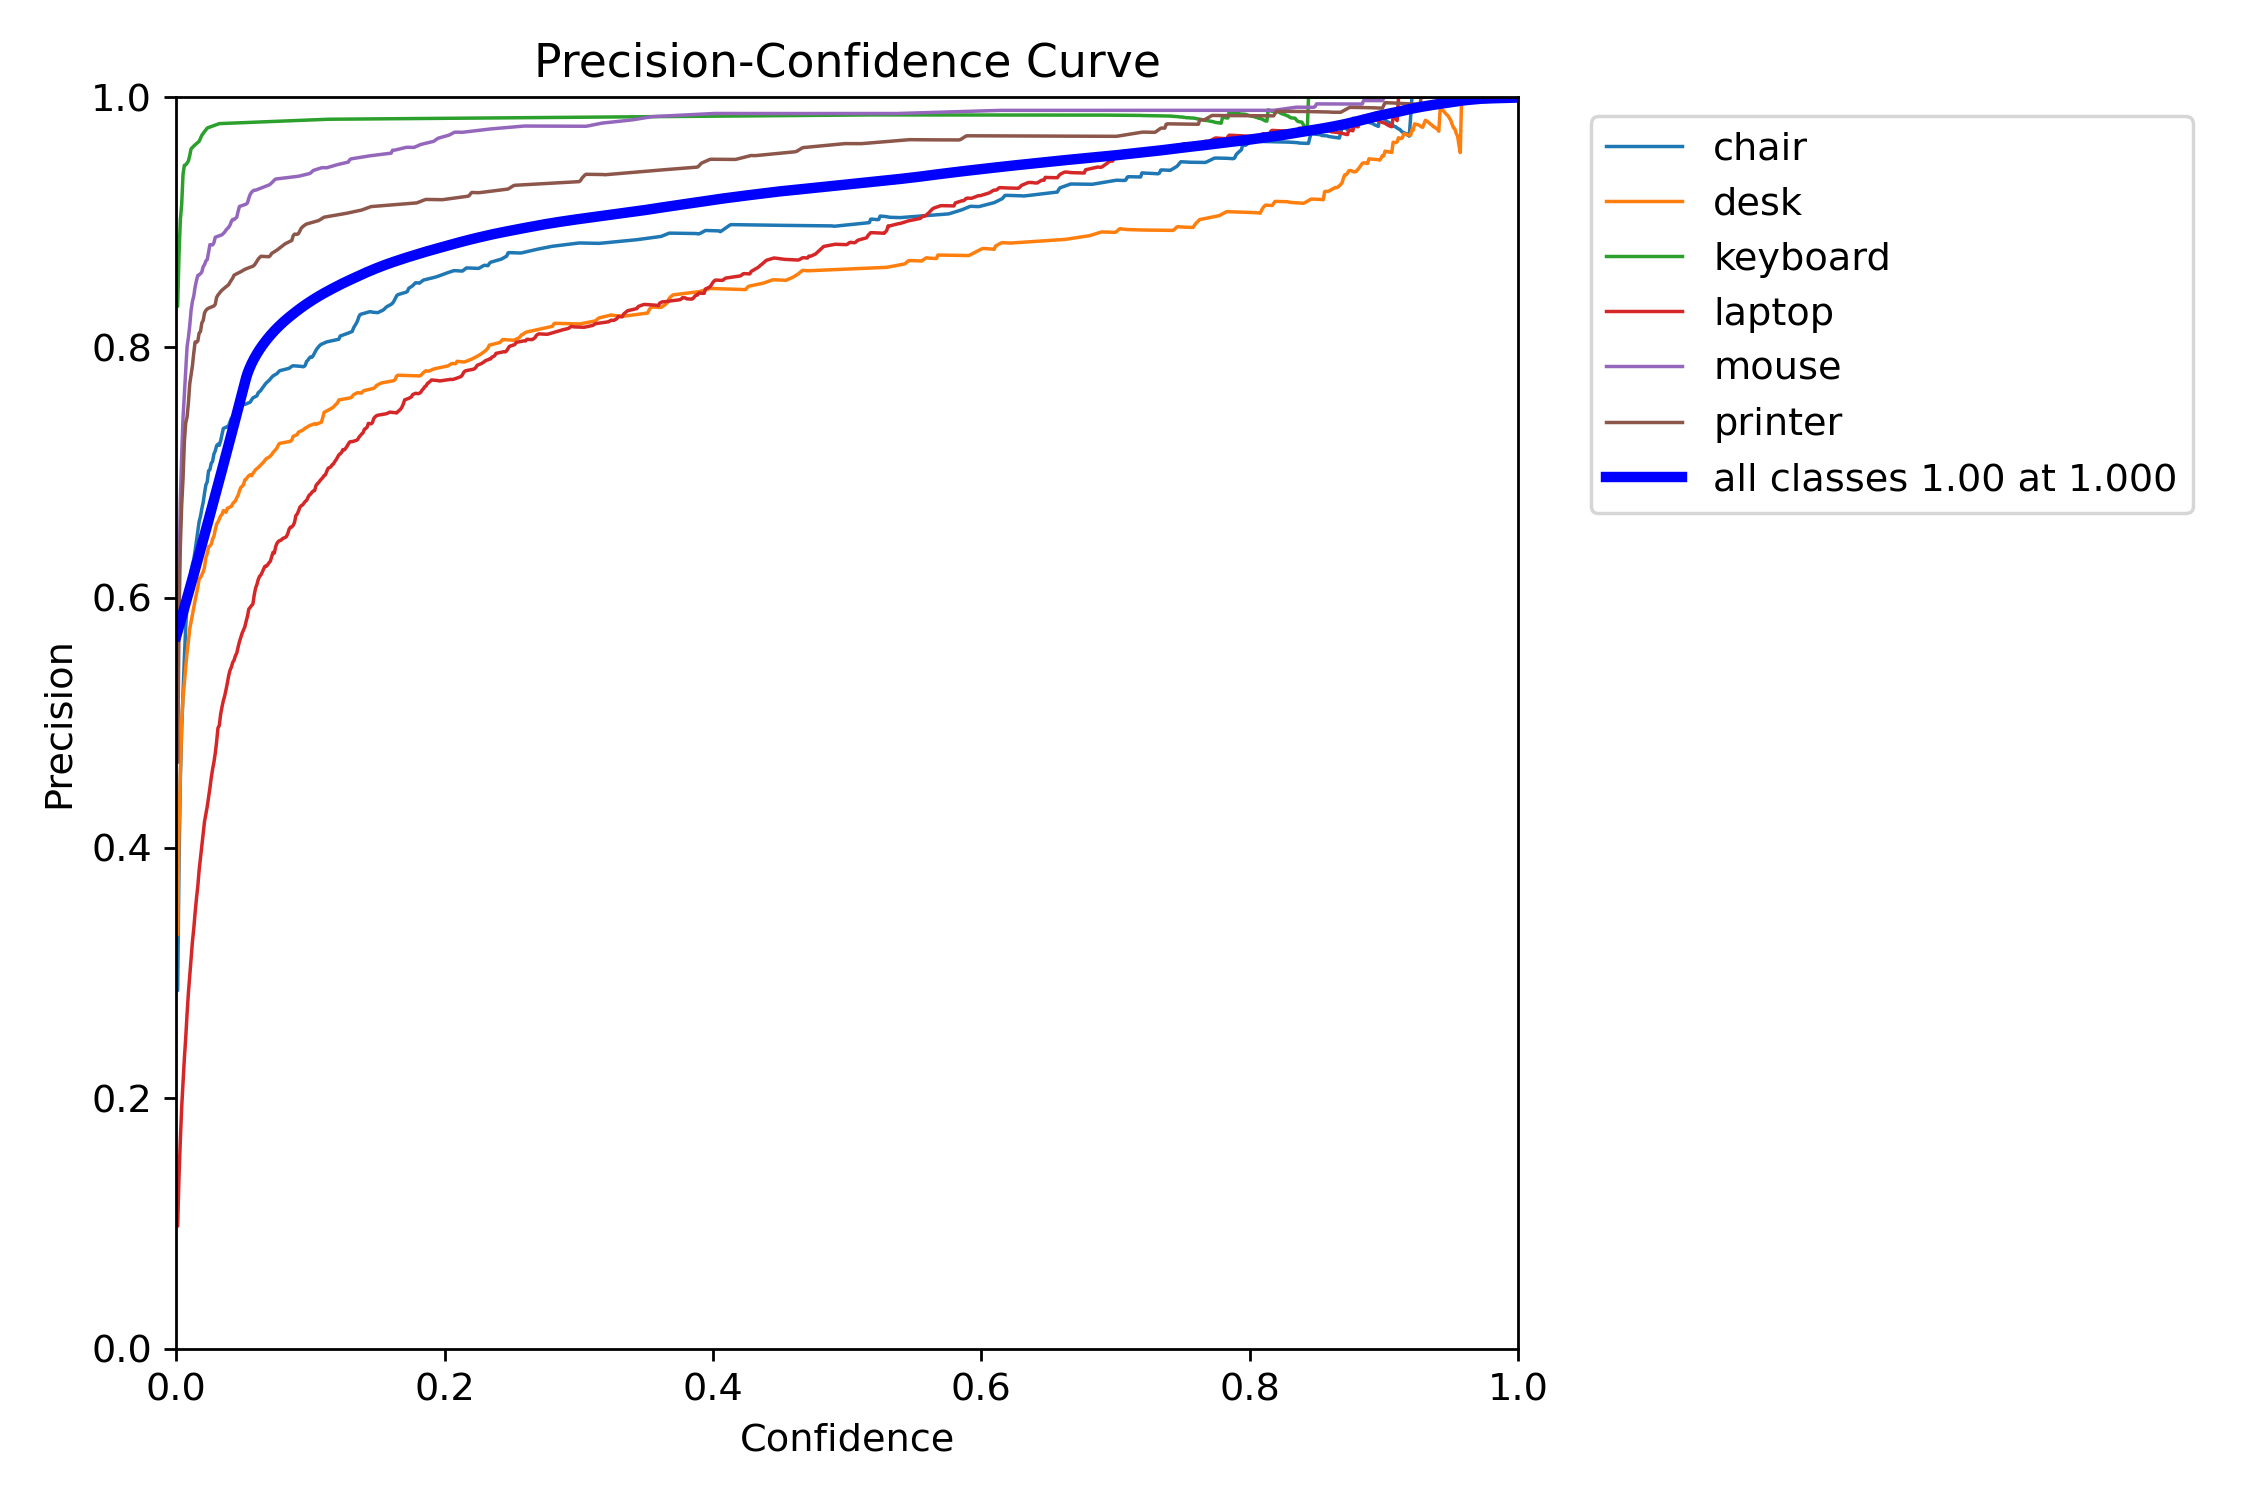 Precision-Confidence Curve
1.0
0.8
0.6
0.4
0.2
0.0
Precision
0.0 0.2 0.4 0.6 0.8 1.0
Confidence
chair
desk
keyboard
laptop
mouse
printer
all classes 1.00 at 1.000